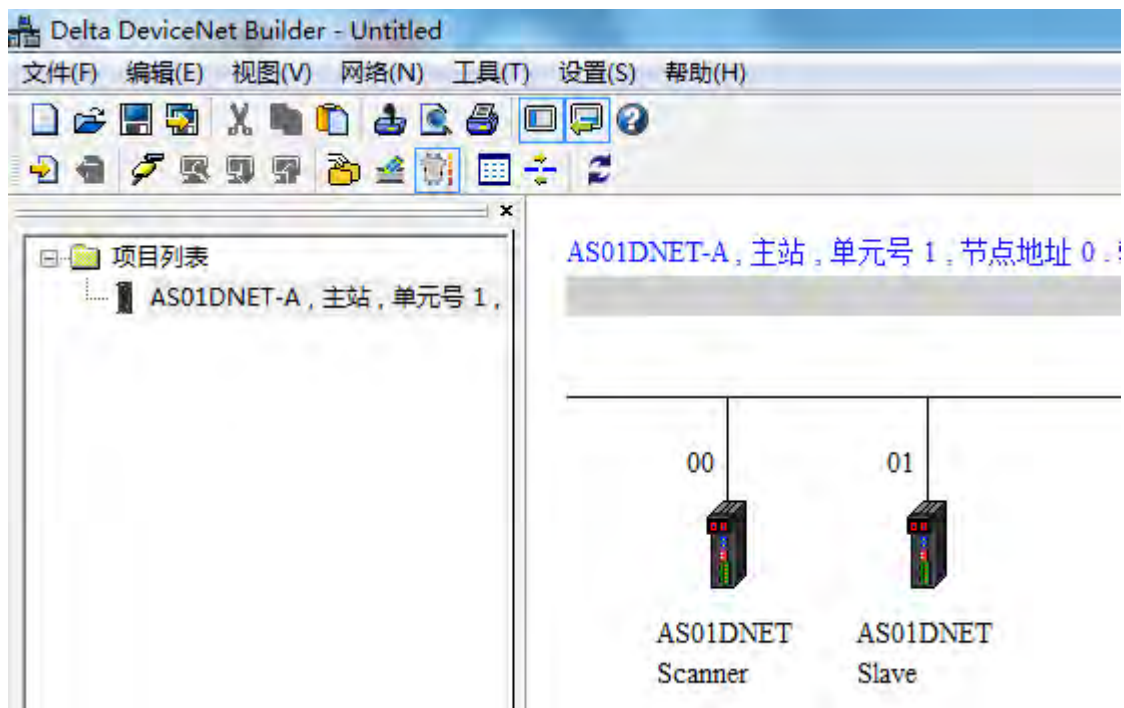 Delta DeviceNet Builder - Untitled
文件(F) 编辑(E) 视图(V) 网络(N) 工具(T) 设置(S) 帮助(H)
项目列表
AS01DNET-A , 主站 , 单元号 1 ,
AS01DNET-A , 主站 , 单元号 1 , 节点地址 0 .
00
01
AS01DNET
Scanner
AS01DNET
Slave